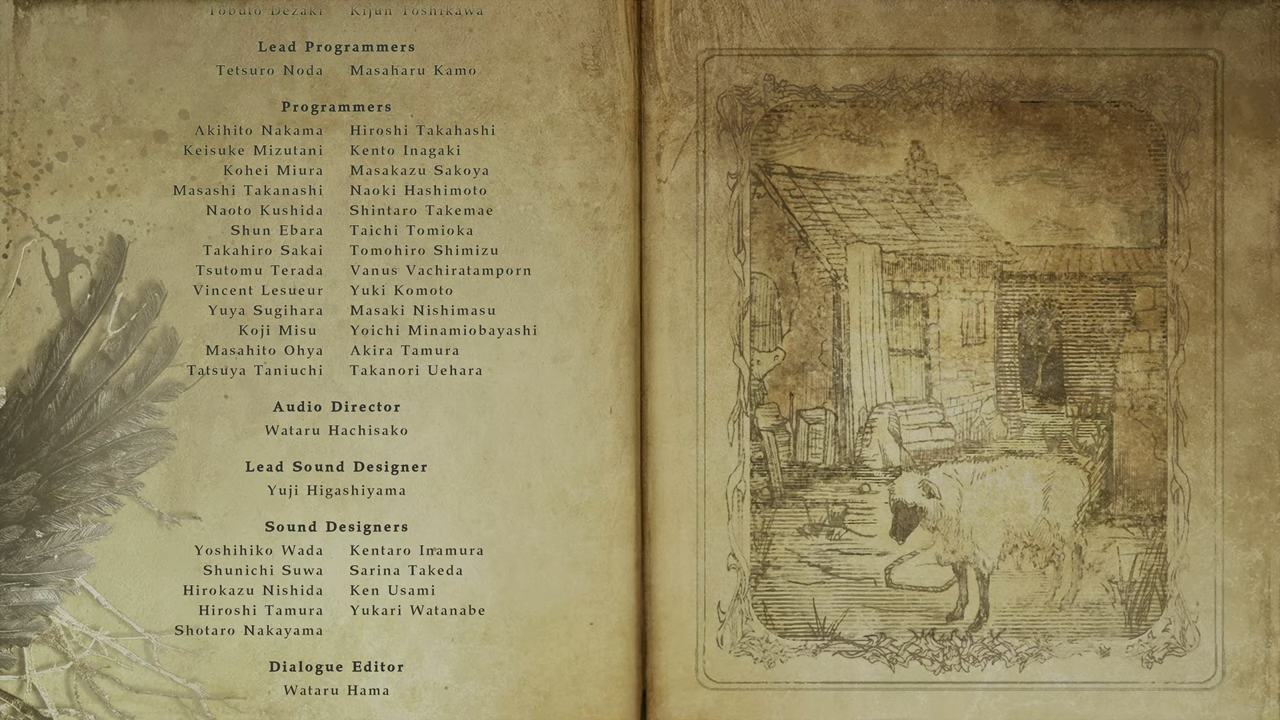 Tobuto Dezaki Kijun Yoshikawa
Lead Programmers
Tetsuro Noda Masaharu Kamo
Programmers
Akihito Nakama Hiroshi Takahashi
Keisuke Mizutani Kento Inagaki
Kohei Miura Masakazu Sakoya
Masashi Takanashi Naoki Hashimoto
Naoto Kushida Shintaro Takemae
Shun Ebara Taichi Tomioka
Takahiro Sakai Tomohiro Shimizu
Tsutomu Terada Vanus Vachiratamporn
Vincent Lesueur Yuki Komoto
Yuya Sugihara Masaki Nishimasu
Koji Misu Yoichi Minamiobayashi
Masahito Ohya Akira Tamura
Tatsuya Taniuchi Takanori Uehara
Audio Director
Wataru Hachisako
Lead Sound Designer
Yuji Higashiyama
Sound Designers
Yoshihiko Wada Kentaro Inamura
Shunichi Suwa Sarina Takeda
Hirokazu Nishida Ken Usami
Hiroshi Tamura Yukari Watanabe
Shotaro Nakayama
Dialogue Editor
Wataru Hama